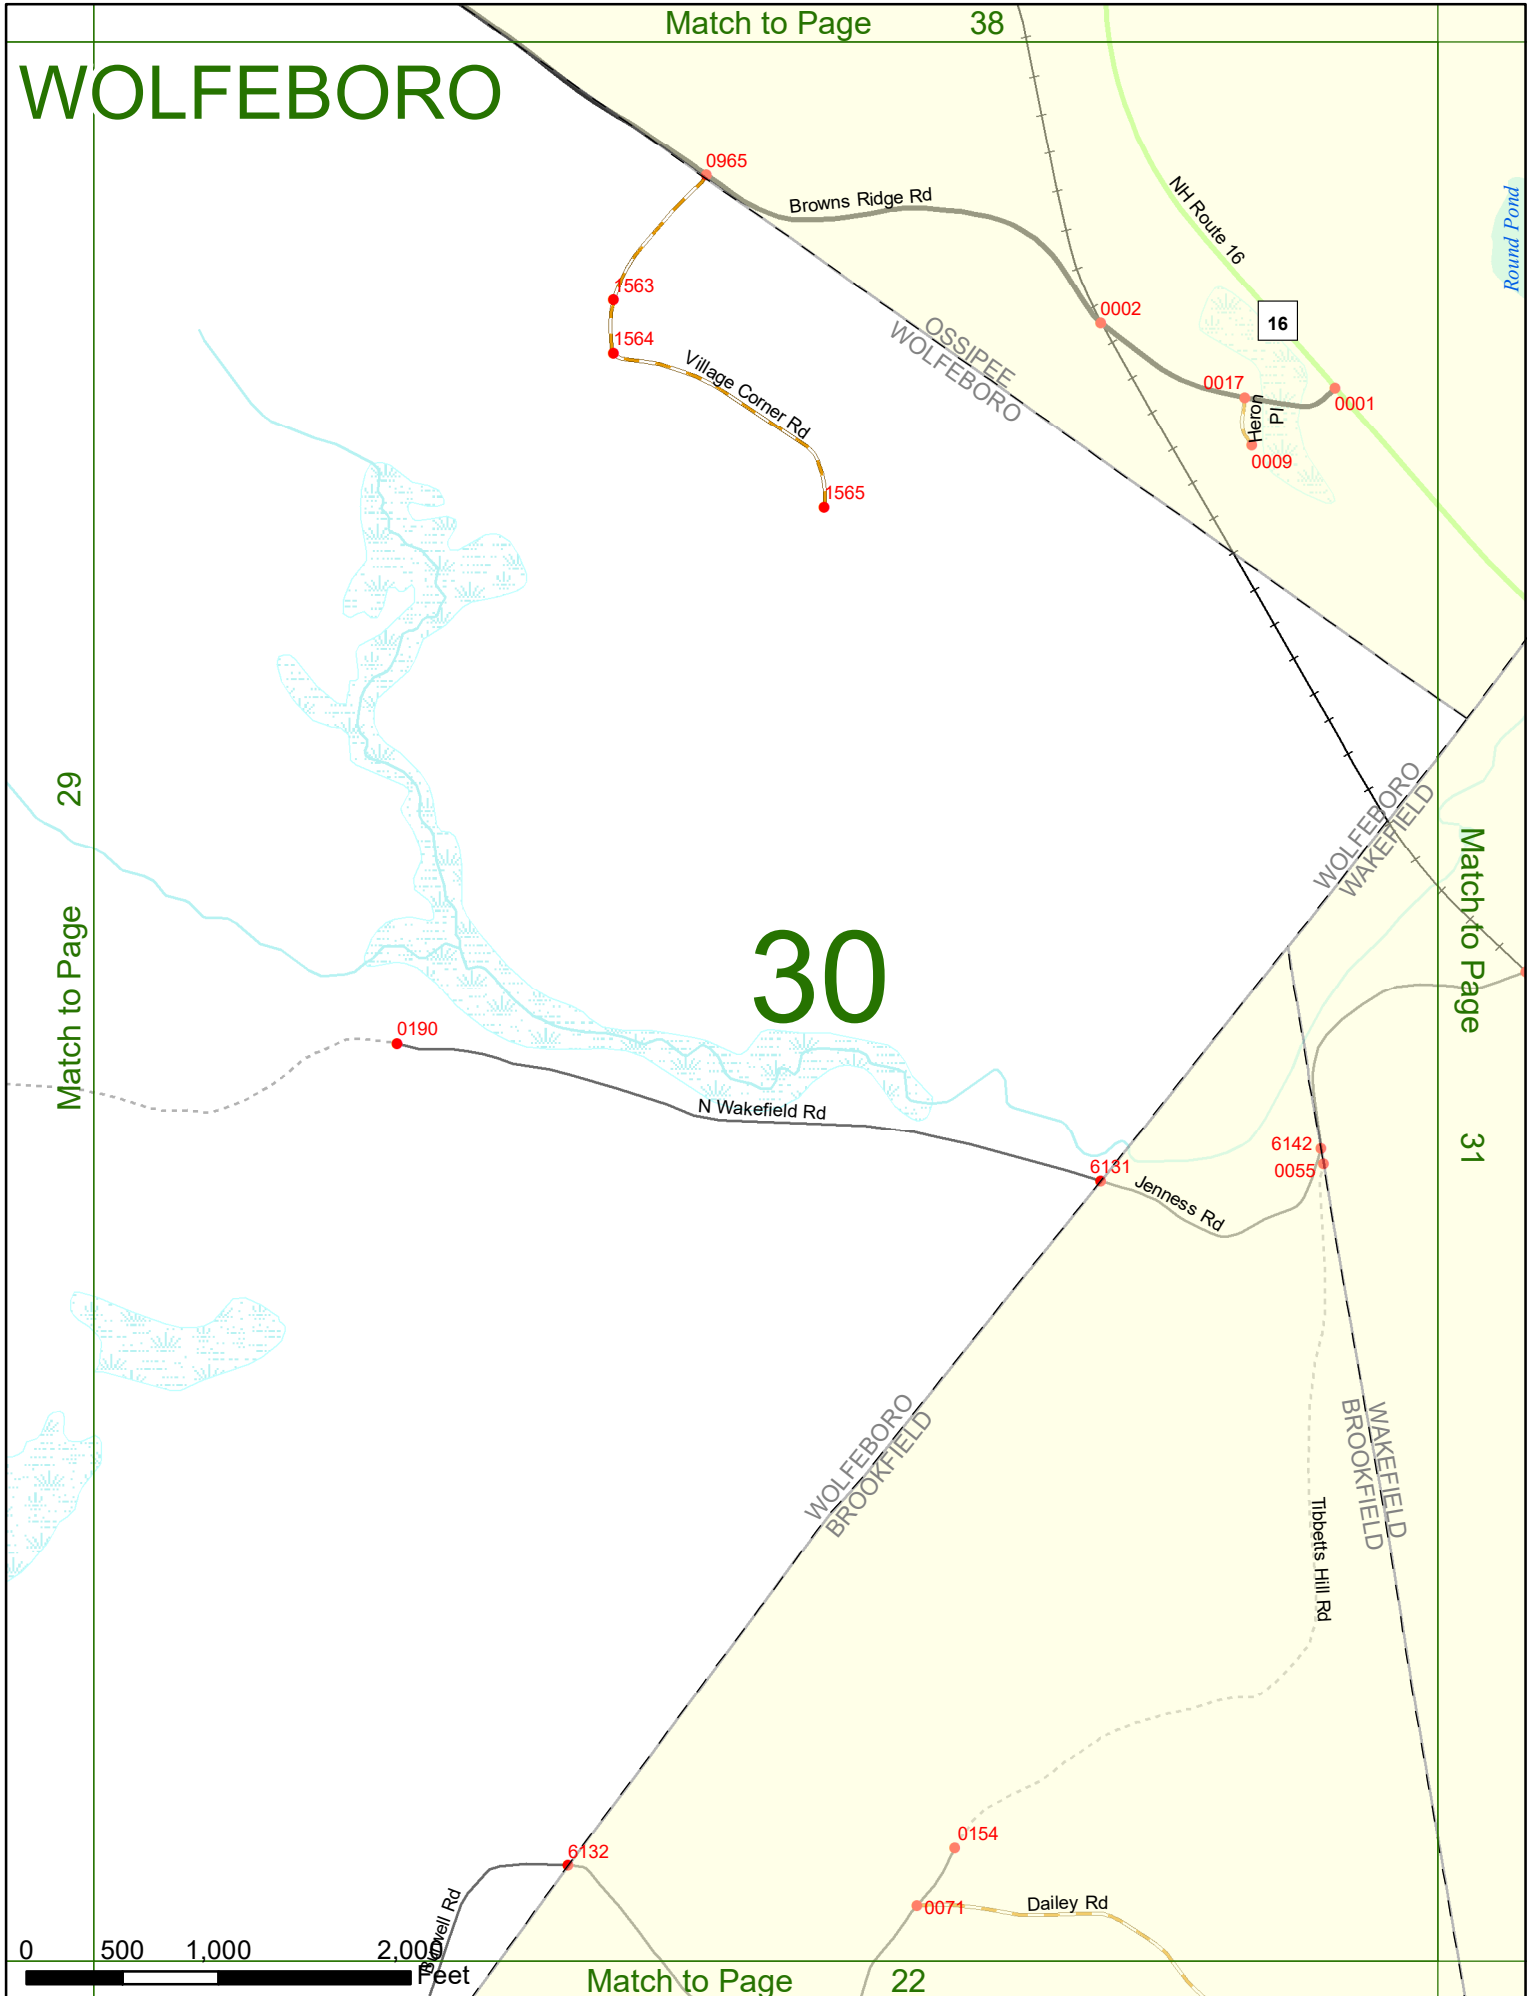 Match to Page 38
WOLFEBORO
0965
Browns Ridge Rd
NH Route 16
Round Pond
1563
0002
16
1564
OSSIPEE
WOLFEBORO
Village Corner Rd
0017
0001
Heron
Pl
0009
1565
WOLFEBORO
WAKEFIELD
Match to Page 29
Match to Page 31
30
0190
N Wakefield Rd
6142
0055
6131
Jenness Rd
WOLFEBORO
BROOKFIELD
WAKEFIELD
BROOKFIELD
Tibbetts Hill Rd
0154
6132
0071
Dailey Rd
0 500 1,000 2,000
Feet
Match to Page 22